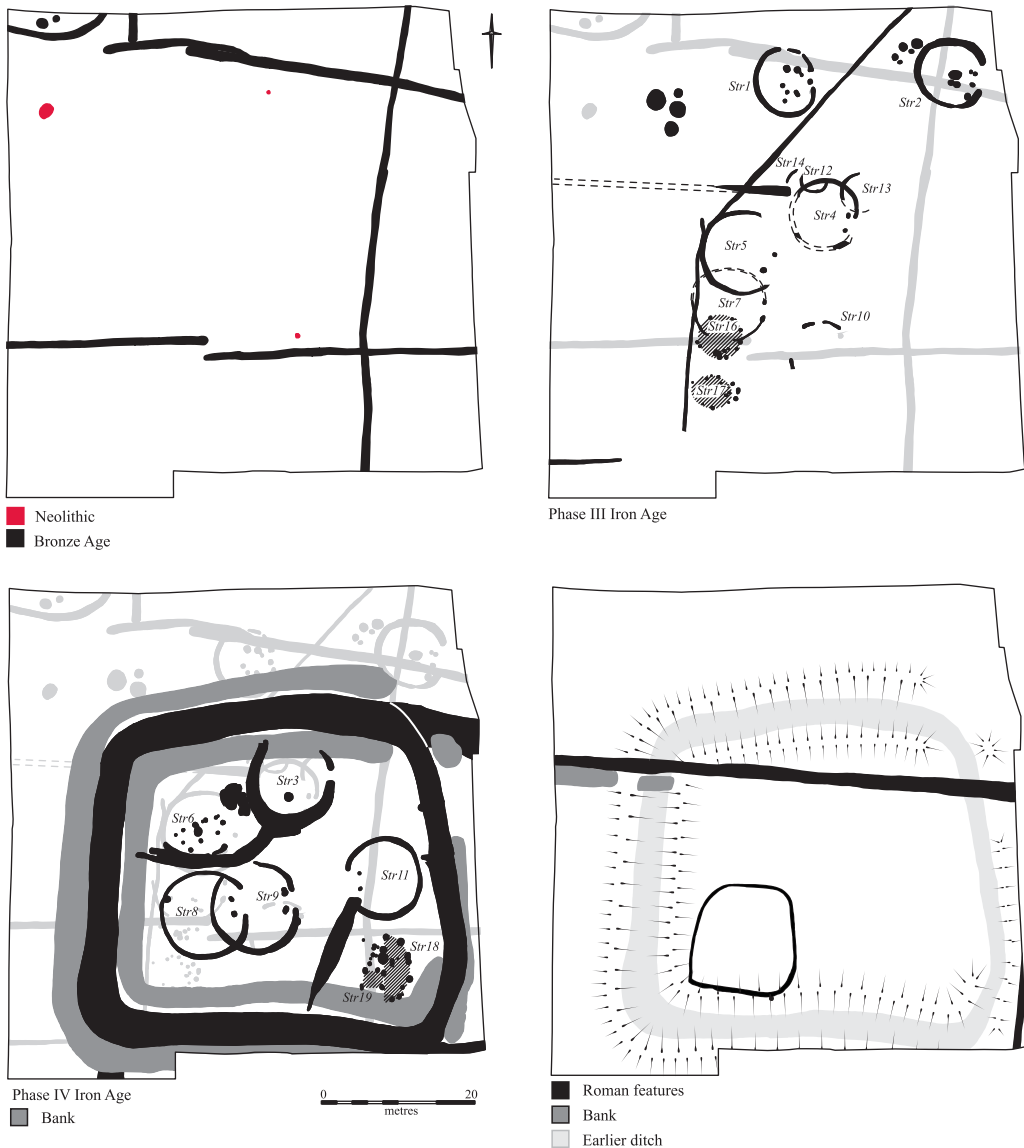 Neolithic
Bronze Age
Str1
Str2
Str14
Str12
Str13
Str4
Str5
Str7
Str16
Str10
Str17
Phase III Iron Age
Str3
Str6
Str11
Str8
Str9
Str18
Str19
Phase IV Iron Age
Bank
0 20
metres
Roman features
Bank
Earlier ditch